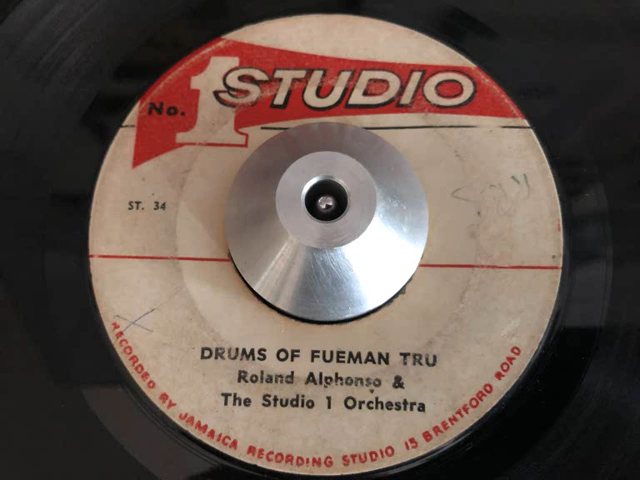 No. 1 STUDIO
ST. 34
DRUMS OF FUEMAN TRU
Roland Alphonso &
The Studio 1 Orchestra
RECORDED BY JAMAICA RECORDING STUDIO 15 BRENTFORD ROAD